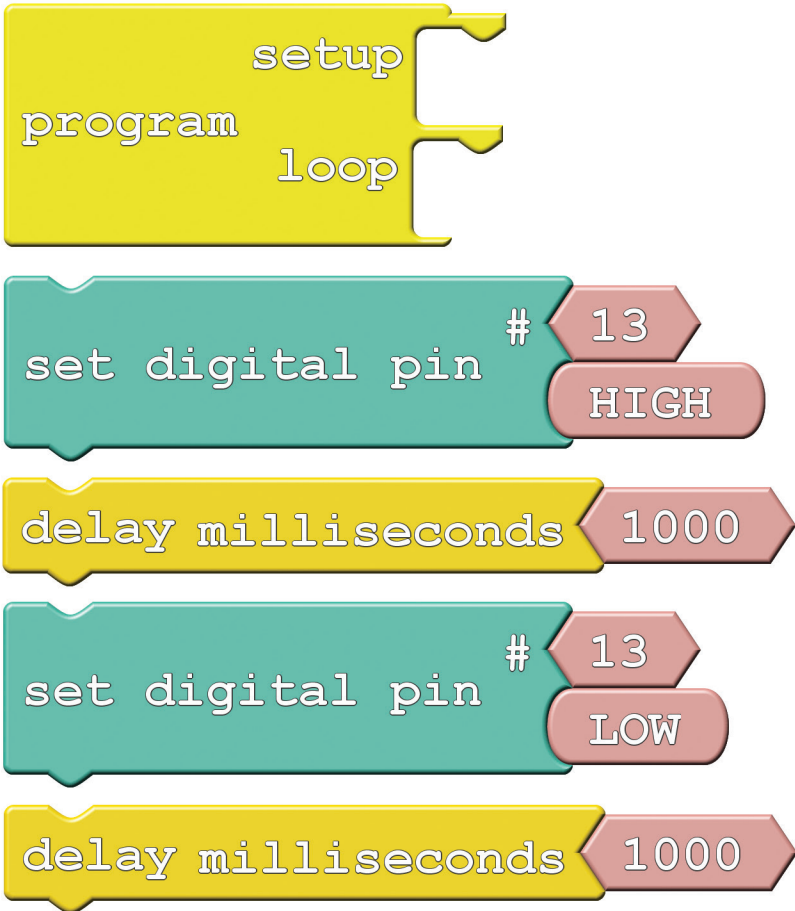 setup
program
loop
# 13
set digital pin
HIGH
delay milliseconds 1000
# 13
set digital pin
LOW
delay milliseconds 1000